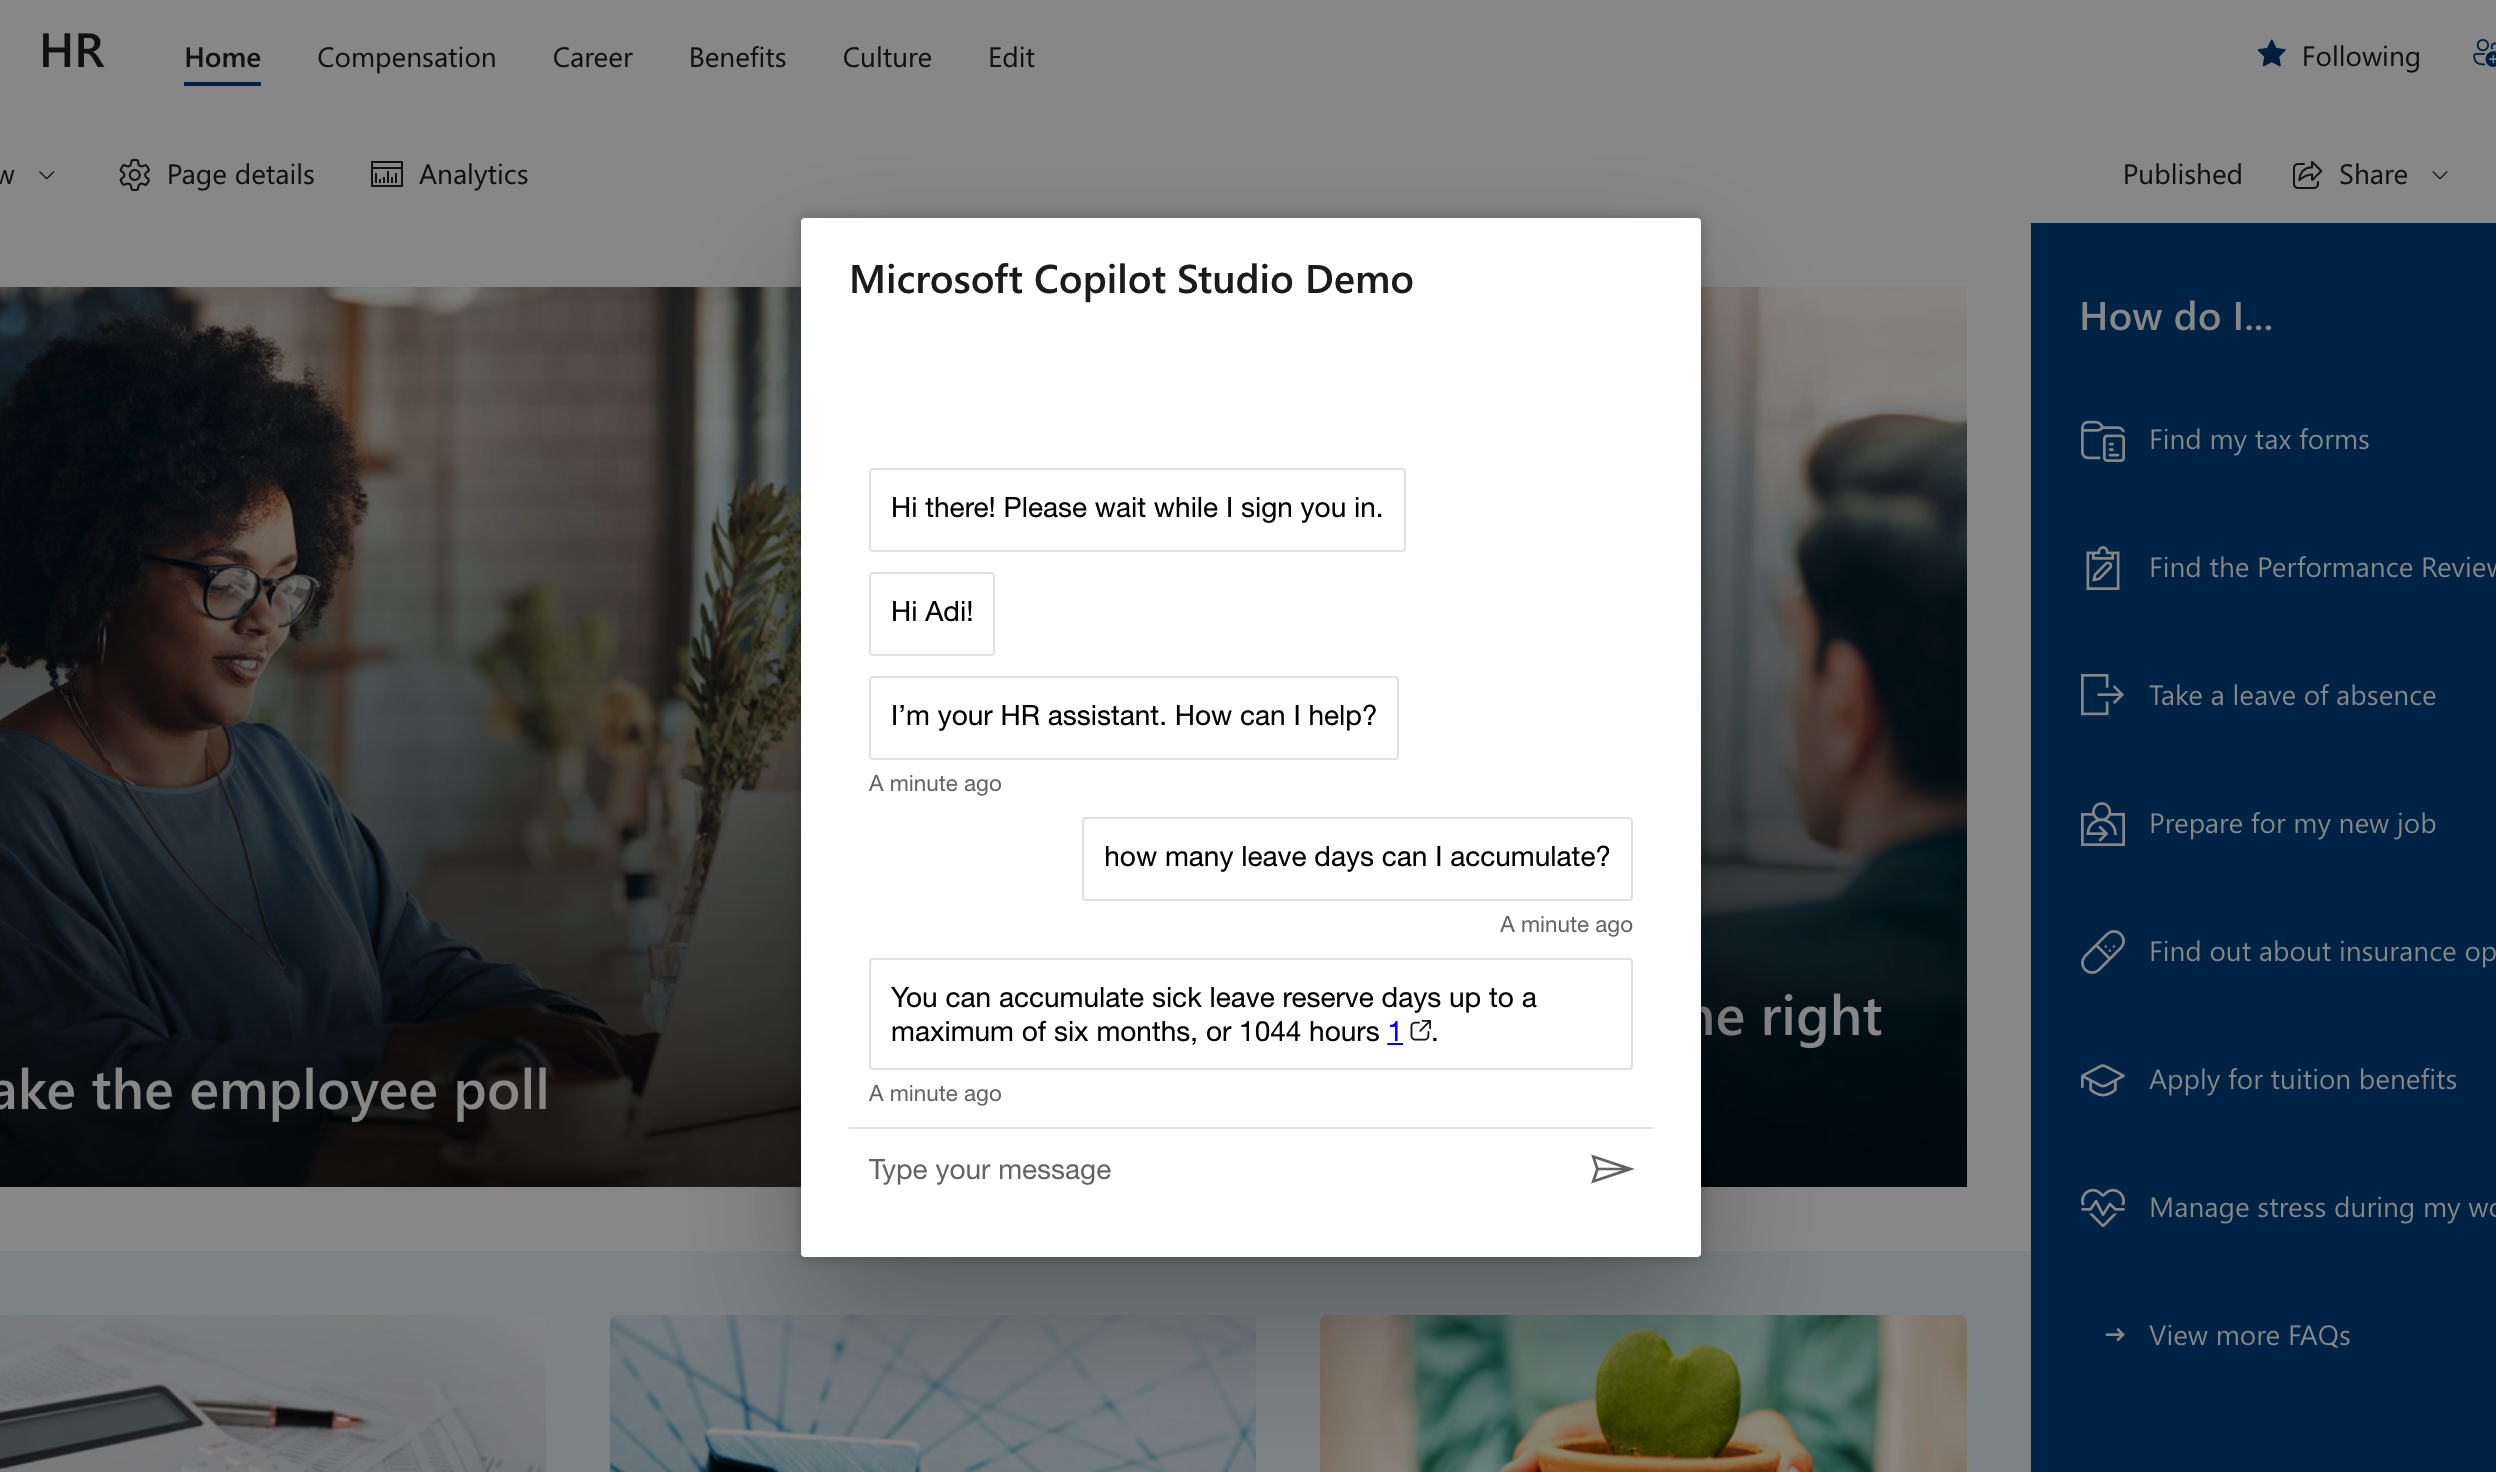 HR
Home
Compensation
Career
Benefits
Culture
Edit
Following
w
Page details
Analytics
Published
Share
Microsoft Copilot Studio Demo
Hi there! Please wait while I sign you in.
Hi Adi!
I’m your HR assistant. How can I help?
A minute ago
how many leave days can I accumulate?
A minute ago
You can accumulate sick leave reserve days up to a
maximum of six months, or 1044 hours 1.
A minute ago
Type your message
ake the employee poll
he right
How do I...
Find my tax forms
Find the Performance Review
Take a leave of absence
Prepare for my new job
Find out about insurance op
Apply for tuition benefits
Manage stress during my wo
View more FAQs